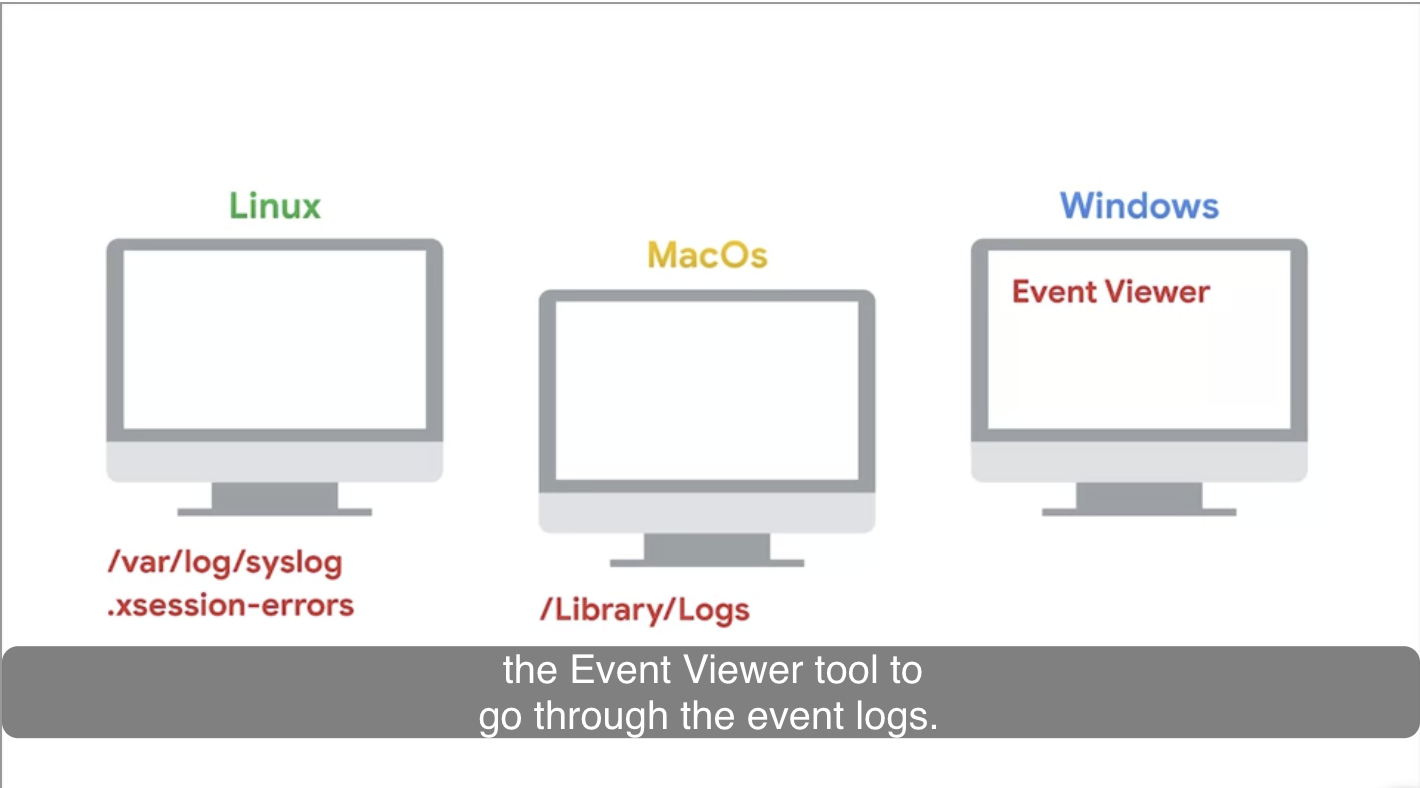 Linux
MacOs
Windows
Event Viewer
/var/log/syslog
.xsession-errors
/Library/Logs
the Event Viewer tool to
go through the event logs.